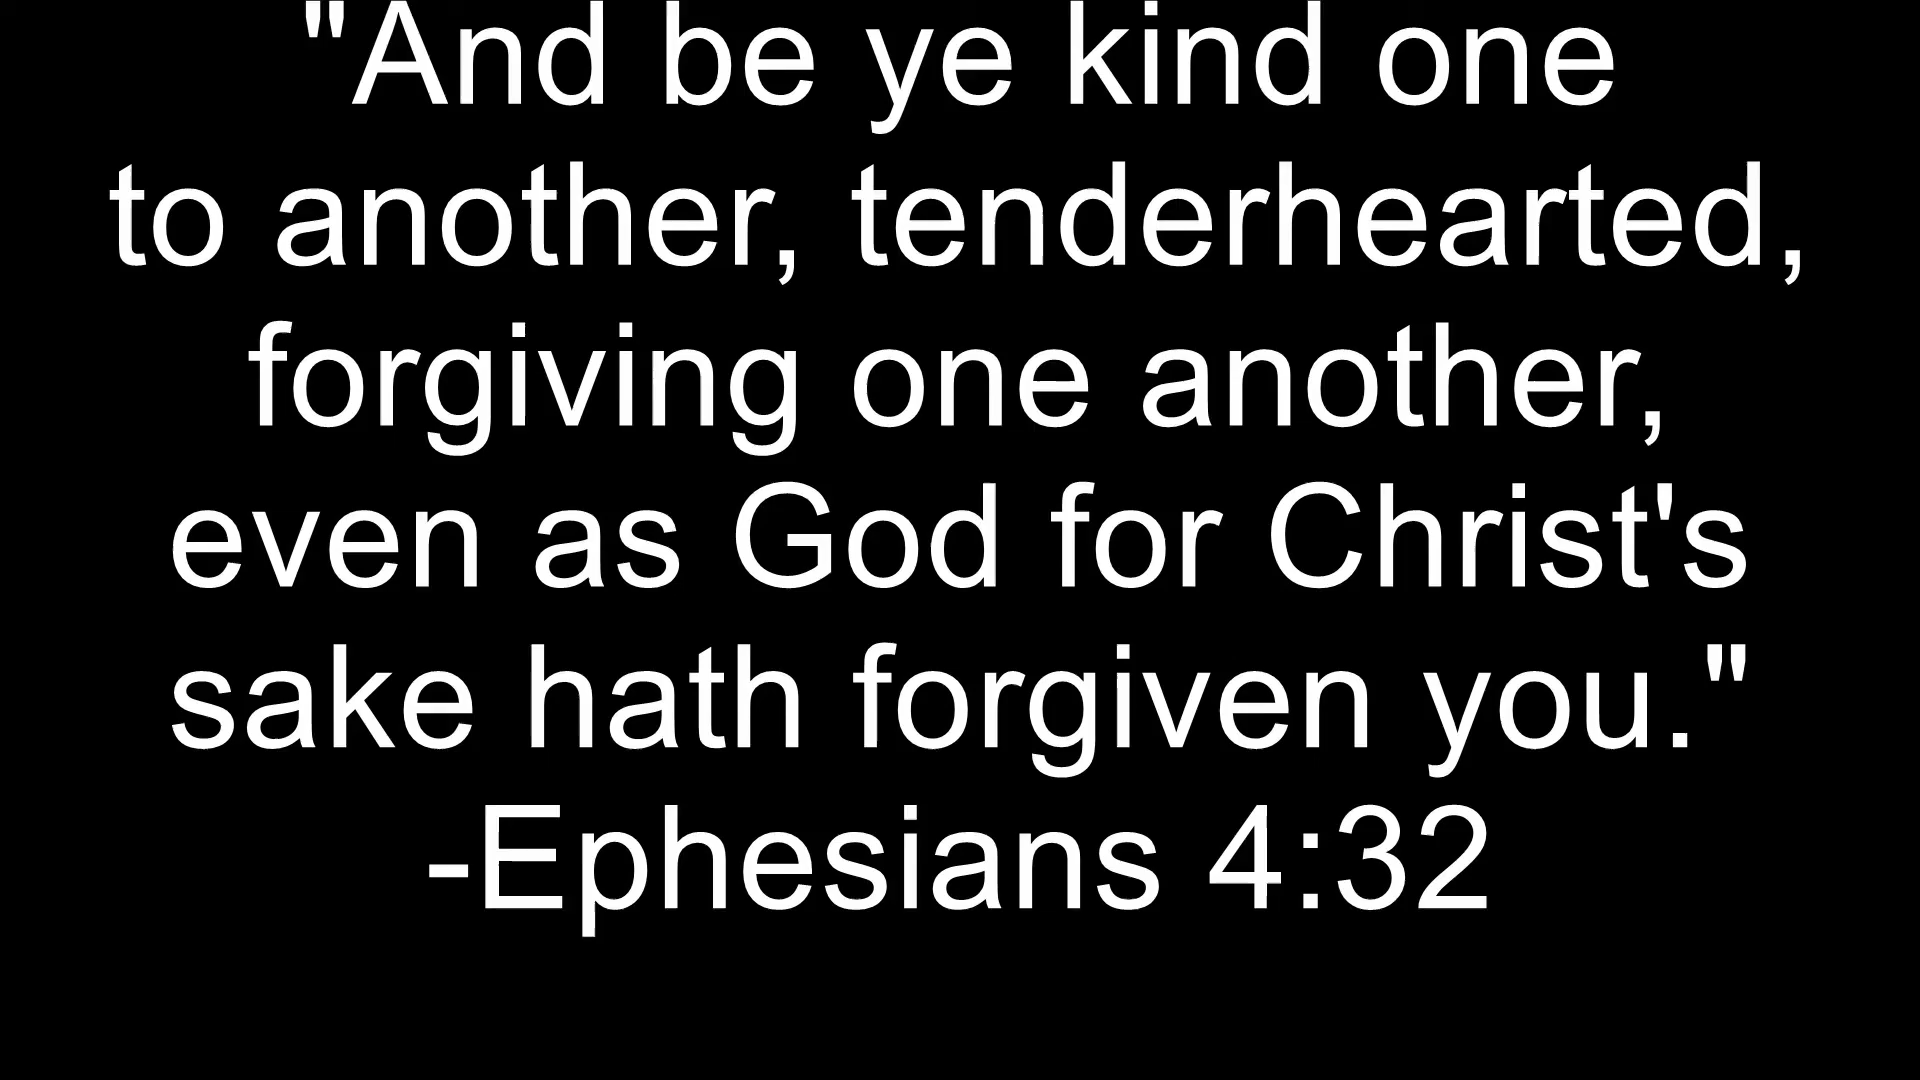 "And be ye kind one
to another, tenderhearted,
forgiving one another,
even as God for Christ's
sake hath forgiven you."
-Ephesians 4:32